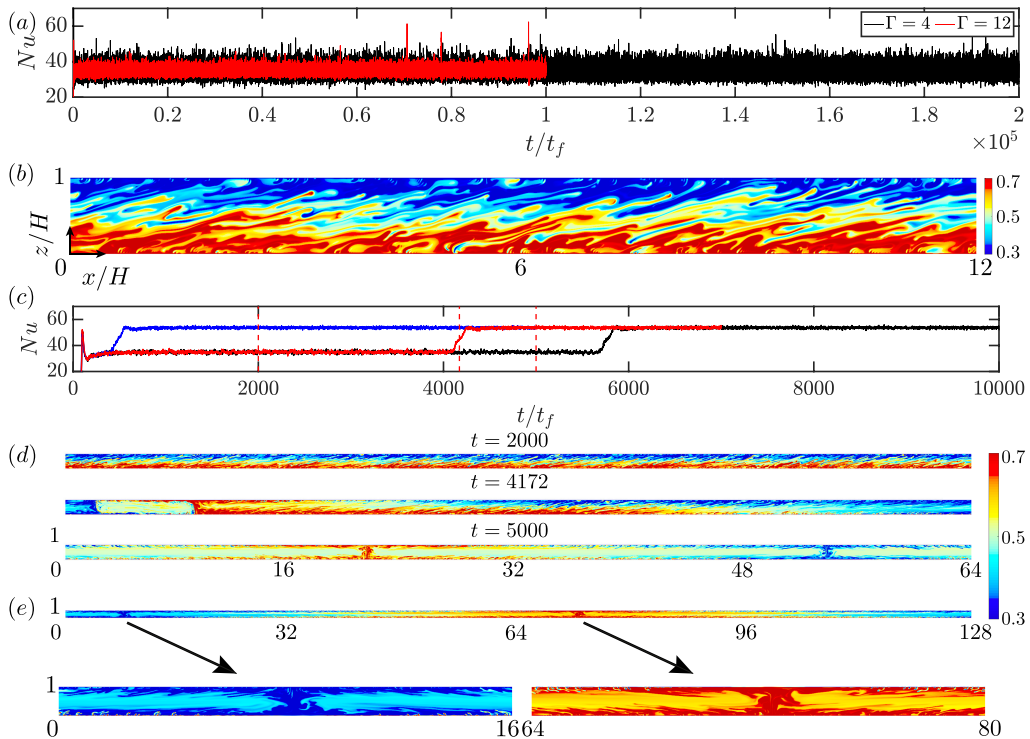 (a)
Nu
60
40
20
Γ = 4 Γ = 12
0 0.2 0.4 0.6 0.8 1 1.2 1.4 1.6 1.8 2
t/t_f
×10^5
(b)
1
z/H
0
x/H
6
12
0.7
0.5
0.3
(c)
Nu
60
40
20
0 2000 4000 6000 8000 10000
t/t_f
(d)
t = 2000
t = 4172
t = 5000
1
0 16 32 48 64
0.7
0.5
0.3
(e)
1
0 32 64 96 128
1
0 16
64 80